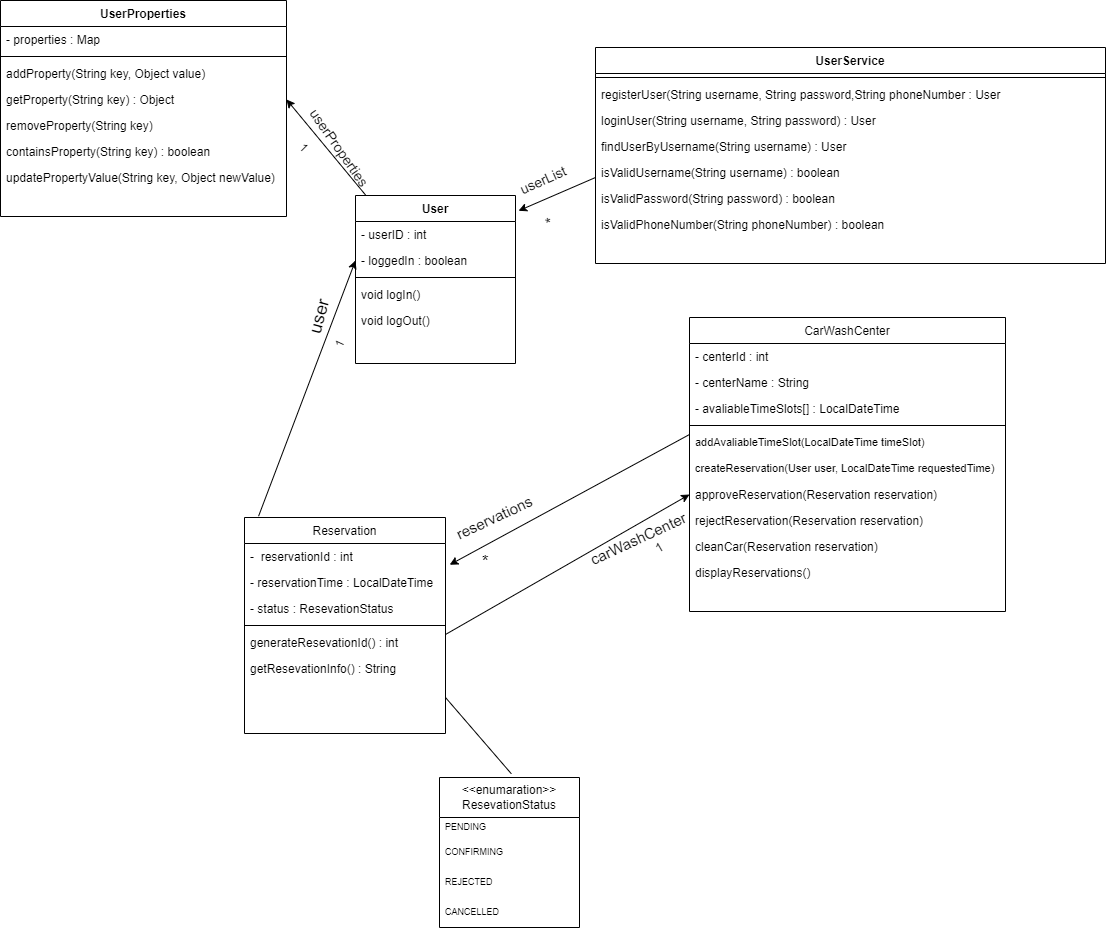 UserProperties
- properties : Map
addProperty(String key, Object value)
getProperty(String key) : Object
removeProperty(String key)
containsProperty(String key) : boolean
updatePropertyValue(String key, Object newValue)
userProperties
1
UserService
registerUser(String username, String password,String phoneNumber : User
loginUser(String username, String password) : User
findUserByUsername(String username) : User
isValidUsername(String username) : boolean
isValidPassword(String password) : boolean
isValidPhoneNumber(String phoneNumber) : boolean
userList
*
User
- userID : int
- loggedIn : boolean
void logIn()
void logOut()
user
1
CarWashCenter
- centerId : int
- centerName : String
- avaliableTimeSlots[] : LocalDateTime
addAvaliableTimeSlot(LocalDateTime timeSlot)
createReservation(User user, LocalDateTime requestedTime)
approveReservation(Reservation reservation)
rejectReservation(Reservation reservation)
cleanCar(Reservation reservation)
displayReservations()
reservations
*
carWashCenter
1
Reservation
- reservationId : int
- reservationTime : LocalDateTime
- status : ResevationStatus
generateResevationId() : int
getResevationInfo() : String
<<enumaration>>
ResevationStatus
PENDING
CONFIRMING
REJECTED
CANCELLED